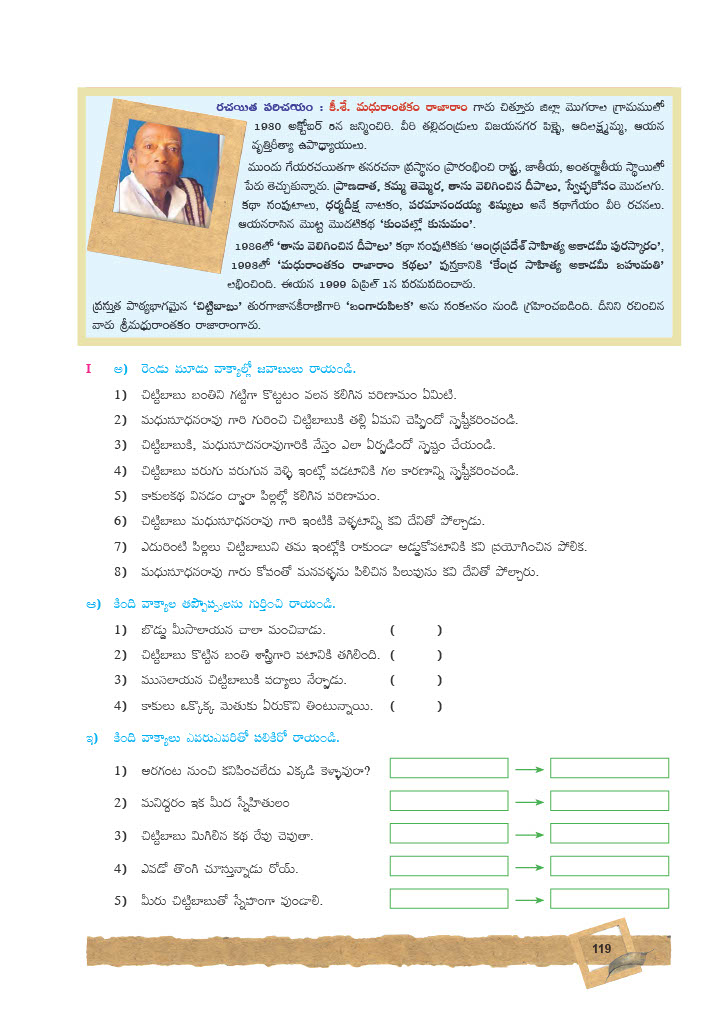 రచయిత పరిచయం : కీ.శే. మధురాంతకం రాజారాం గారు చిత్తూరు జిల్లా మొగరాల గ్రామములో
1980 అక్టోబర్ 5న జన్మించిరి. వీరి తల్లిదండ్రులు విజయనగర పిళ్ళై, ఆదిలక్ష్మమ్మ, ఆయన
వృత్తిరీత్యా ఉపాధ్యాయులు.
ముందు గేయరచయితగా తనరచనా ప్రస్థానం ప్రారంభించి రాష్ట్ర, జాతీయ, అంతర్జాతీయ స్థాయిలో
పేరు తెచ్చుకున్నారు. ప్రాణదాత, కమ్మ తెమ్మెర, తాను వెలిగించిన దీపాలు, స్వేచ్ఛకోసం మొదలగు.
కథా సంపుటాలు, ధర్మదీక్ష నాటకం, పరమానందయ్య శిష్యులు అనే కథాగేయం వీరి రచనలు.
ఆయనరాసిన మొట్ట మొదటికథ 'కుంపట్లో కుసుమం'.
1986లో 'తాను వెలిగించిన దీపాలు' కథా సంపుటికకు 'ఆంధ్రప్రదేశ్ సాహిత్య అకాడమీ పురస్కారం',
1998లో 'మధురాంతకం రాజారాం కథలు' పుస్తకానికి 'కేంద్ర సాహిత్య అకాడమీ బహుమతి'
లభించింది. ఈయన 1999 ఏప్రిల్ 1న పరమపదించారు.
ప్రస్తుత పాఠ్యభాగమైన 'చిట్టిబాబు' తురగాజానకీరాణిగారి 'బంగారుపిలక' అను సంకలనం నుండి గ్రహించబడింది. దీనిని రచించిన
వారు శ్రీమధురాంతకం రాజారాంగారు.
I అ) రెండు మూడు వాక్యాల్లో జవాబులు రాయండి.
1) చిట్టిబాబు బంతిని గట్టిగా కొట్టటం వలన కలిగిన పరిణామం ఏమిటి.
2) మధుసూధనరావు గారి గురించి చిట్టిబాబుకి తల్లి ఏమని చెప్పిందో స్పష్టీకరించండి.
3) చిట్టిబాబుకి, మధుసూదనరావుగారికి నేస్తం ఎలా ఏర్పడిందో స్పష్టం చేయండి.
4) చిట్టిబాబు పరుగు పరుగున వెళ్ళి ఇంట్లో పడటానికి గల కారణాన్ని స్పష్టీకరించండి.
5) కాకులకథ వినడం ద్వారా పిల్లల్లో కలిగిన పరిణామం.
6) చిట్టిబాబు మధుసూధనరావు గారి ఇంటికి వెళ్ళటాన్ని కవి దేనితో పోల్చాడు.
7) ఎదురింటి పిల్లలు చిట్టిబాబుని తమ ఇంట్లోకి రాకుండా అడ్డుకోవటానికి కవి ప్రయోగించిన పోలిక.
8) మధుసూధనరావు గారు కోపంతో మనవళ్ళను పిలిచిన పిలుపును కవి దేనితో పోల్చారు.
ఆ) కింది వాక్యాల తప్పొప్పులను గుర్తించి రాయండి.
1) బొడ్డు మీసాలాయన చాలా మంచివాడు. ( )
2) చిట్టిబాబు కొట్టిన బంతి శాస్త్రిగారి పటానికి తగిలింది. ( )
3) ముసలాయన చిట్టిబాబుకి పద్యాలు నేర్పాడు. ( )
4) కాకులు ఒక్కొక్క మెతుకు ఏరుకొని తింటున్నాయి. ( )
ఇ) కింది వాక్యాలు ఎవరుఎవరితో పలికిరో రాయండి.
1) అరగంట నుంచి కనిపించలేదు ఎక్కడి కెళ్ళావురా?
2) మనిద్దరం ఇక మీద స్నేహితులం
3) చిట్టిబాబు మిగిలిన కథ రేపు చెవుతా.
4) ఎవడో తొంగి చూస్తున్నాడు రోయ్.
5) మీరు చిట్టిబాబుతో స్నేహంగా వుండాలి.
119